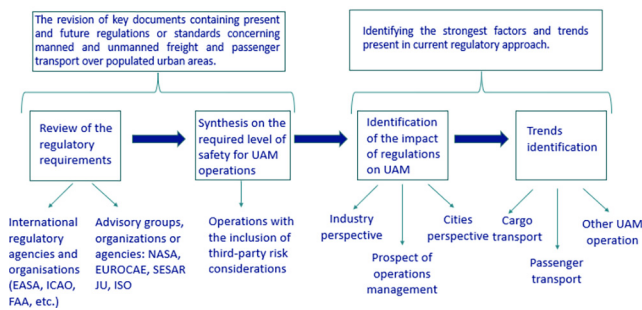 The revision of key documents containing present
and future regulations or standards concerning
manned and unmanned freight and passenger
transport over populated urban areas.
Identifying the strongest factors and trends
present in current regulatory approach.
Review of the
regulatory
requirements
Synthesis on the
required level of
safety for UAM
operations
Identification
of the impact
of regulations
on UAM
Trends
identification
International
regulatory
agencies and
organisations
(EASA, ICAO,
FAA, etc.)
Advisory groups,
organizations or
agencies: NASA,
EUROCAE, SESAR
JU, ISO
Operations with
the inclusion of
third-party risk
considerations
Industry
perspective
Prospect of
operations
management
Cities
perspective
Cargo
transport
Passenger
transport
Other UAM
operation